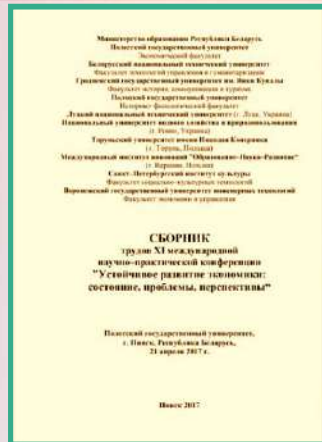 Министерство образования Республики Беларусь
Полесский государственный университет
Экономический факультет
Белорусский национальный технический университет
Факультет технологий управления и гуманитаризации
Гродненский государственный университет им. Янки Купалы
Факультет истории, коммуникации и туризма
Полоцкий государственный университет
Историко-филологический факультет
Луцкий национальный технический университет (г. Луцк, Украина)
Национальный университет водного хозяйства и природопользования
(г. Ровно, Украина)
Торуньский университет имени Николая Коперника
(г. Торунь, Польша)
Международный институт инноваций "Образование-Наука-Развитие"
(г. Варшава, Польша)
Санкт-Петербургский институт культуры
Факультет социально-культурных технологий
Воронежский государственный университет инженерных технологий
Факультет экономики и управления
СБОРНИК
трудов XI международной
научно-практической конференции
"Устойчивое развитие экономики:
состояние, проблемы, перспективы"
Полесский государственный университет,
г. Пинск, Республика Беларусь,
21 апреля 2017 г.
Пинск 2017